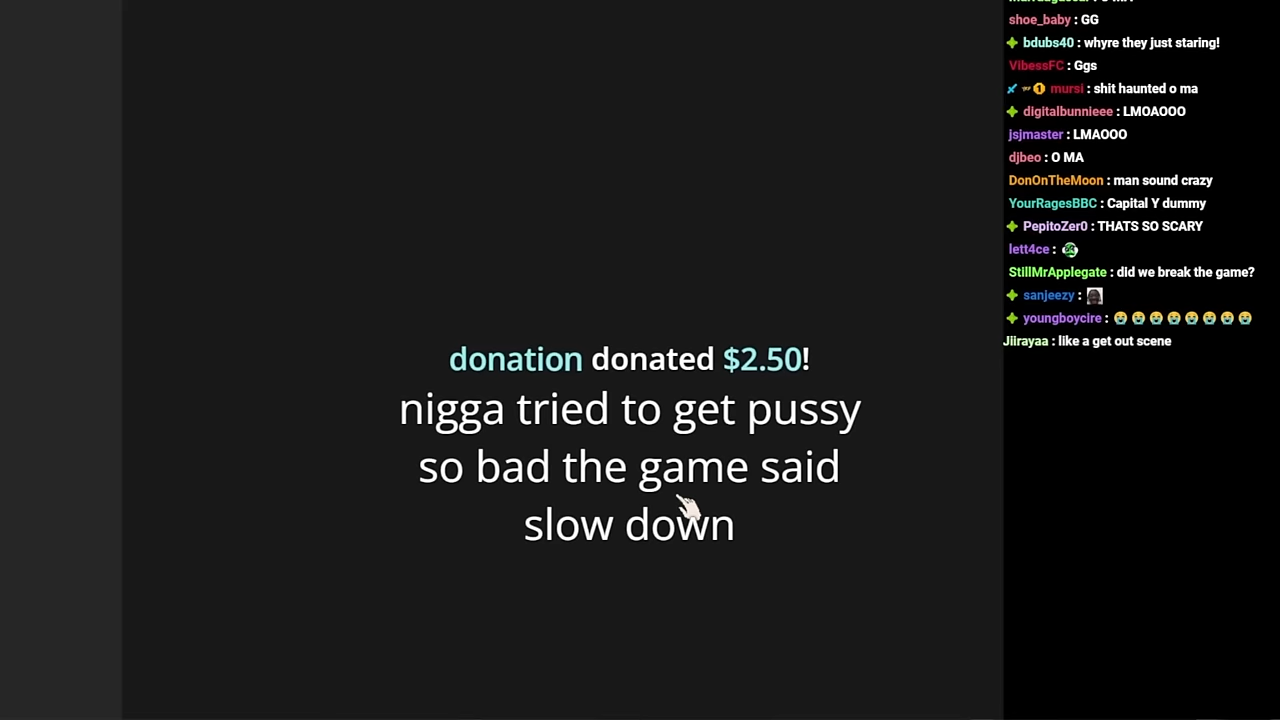 donation donated $2.50!
nigga tried to get pussy
so bad the game said
slow down
shoe_baby : GG
bdubs40 : whyre they just staring!
VibessFC : Ggs
mursi : shit haunted o ma
digitalbunnieee : LMOAOOO
jsjmaster : LMAOOO
djbeo : O MA
DonOnTheMoon : man sound crazy
YourRagesBBC : Capital Y dummy
PepitoZer0 : THATS SO SCARY
lett4ce :
StillMrApplegate : did we break the game?
sanjeezy :
youngboycire : 😭😭😭😭😭😭😭😭
Jiirayaa : like a get out scene